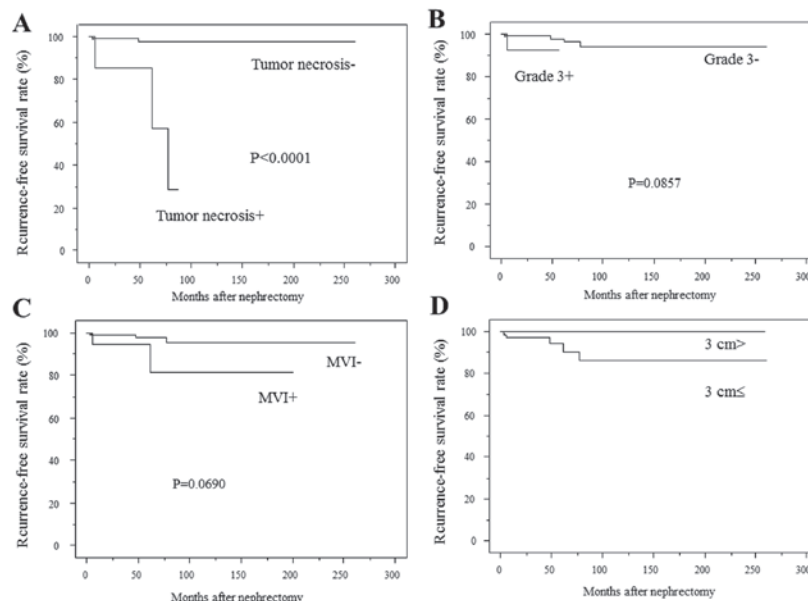 A
Rcurrence-free survival rate (%)
100
80
60
40
20
0
Tumor necrosis-
P<0.0001
Tumor necrosis+
0 50 100 150 200 250 300
Months after nephrectomy
B
Rcurrence-free survival rate (%)
100
80
60
40
20
0
Grade 3-
Grade 3+
P=0.0857
0 50 100 150 200 250 300
Months after nephrectomy
C
Rcurrence-free survival rate (%)
100
80
60
40
20
0
MVI-
MVI+
P=0.0690
0 50 100 150 200 250 300
Months after nephrectomy
D
Rcurrence-free survival rate (%)
100
80
60
40
20
0
3 cm>
3 cm≤
0 50 100 150 200 250 300
Months after nephrectomy